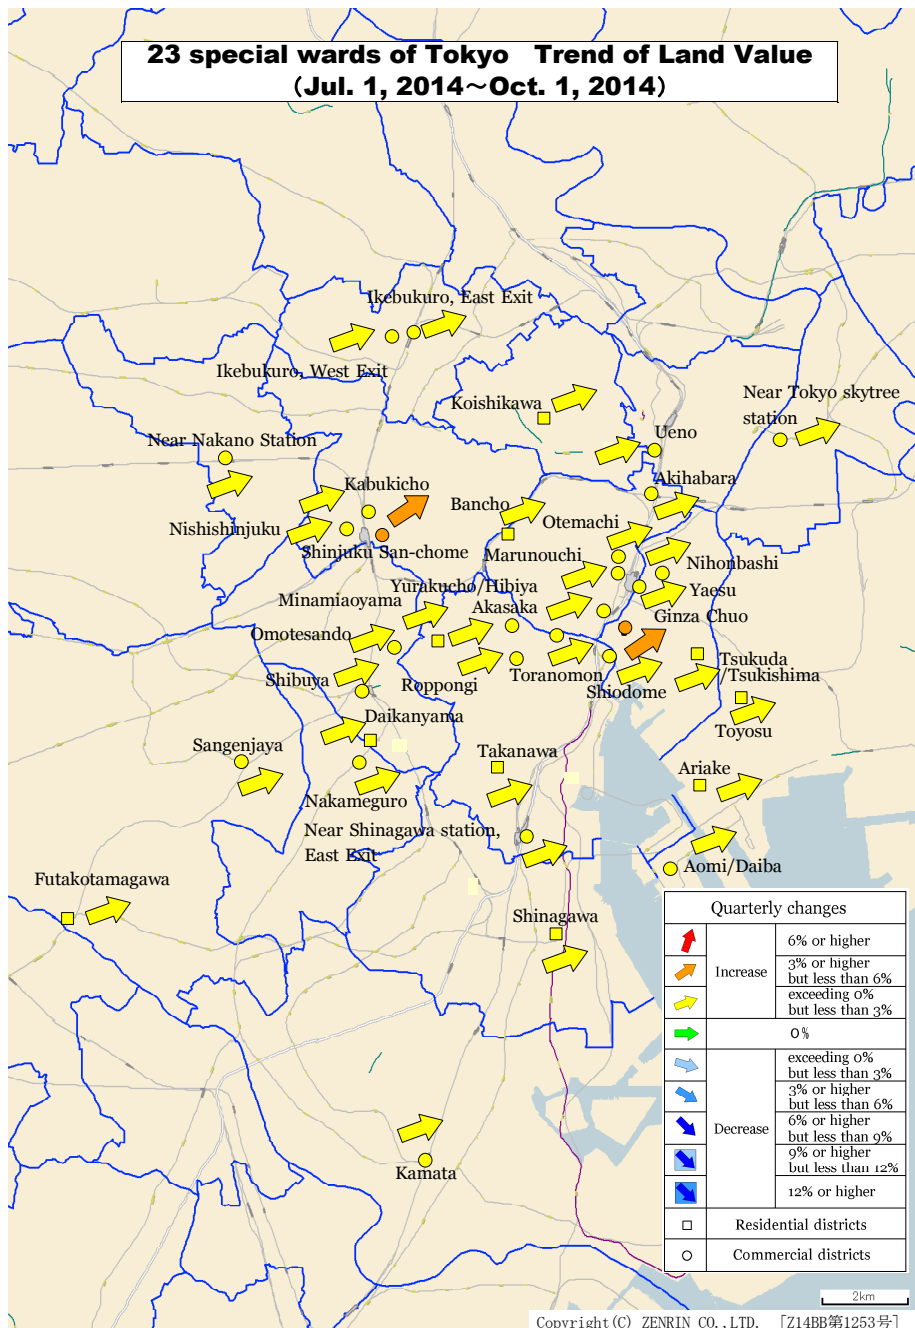 23 special wards of Tokyo Trend of Land Value
（Jul. 1, 2014～Oct. 1, 2014）
Ikebukuro, East Exit
Ikebukuro, West Exit
Koishikawa
Near Tokyo skytree
station
Near Nakano Station
Ueno
Kabukicho
Akihabara
Bancho
Otemachi
Nishishinjuku
Shinjuku San-chome
Marunouchi
Nihonbashi
Yurakucho/Hibiya
Yaesu
Minamiaoyama
Akasaka
Ginza Chuo
Omotesando
Tsukuda
/Tsukishima
Toranomon
Shibuya
Roppongi
Shiodome
Daikanyama
Toyosu
Sangenjaya
Takanawa
Ariake
Nakameguro
Near Shinagawa station,
East Exit
Aomi/Daiba
Futakotamagawa
Shinagawa
Kamata
Quarterly changes
Increase
6% or higher
3% or higher
but less than 6%
exceeding 0%
but less than 3%
0%
Decrease
exceeding 0%
but less than 3%
3% or higher
but less than 6%
6% or higher
but less than 9%
9% or higher
but less than 12%
12% or higher
Residential districts
Commercial districts
2km
Copyright(C) ZENRIN CO.,LTD. [Z14BB第1253号]